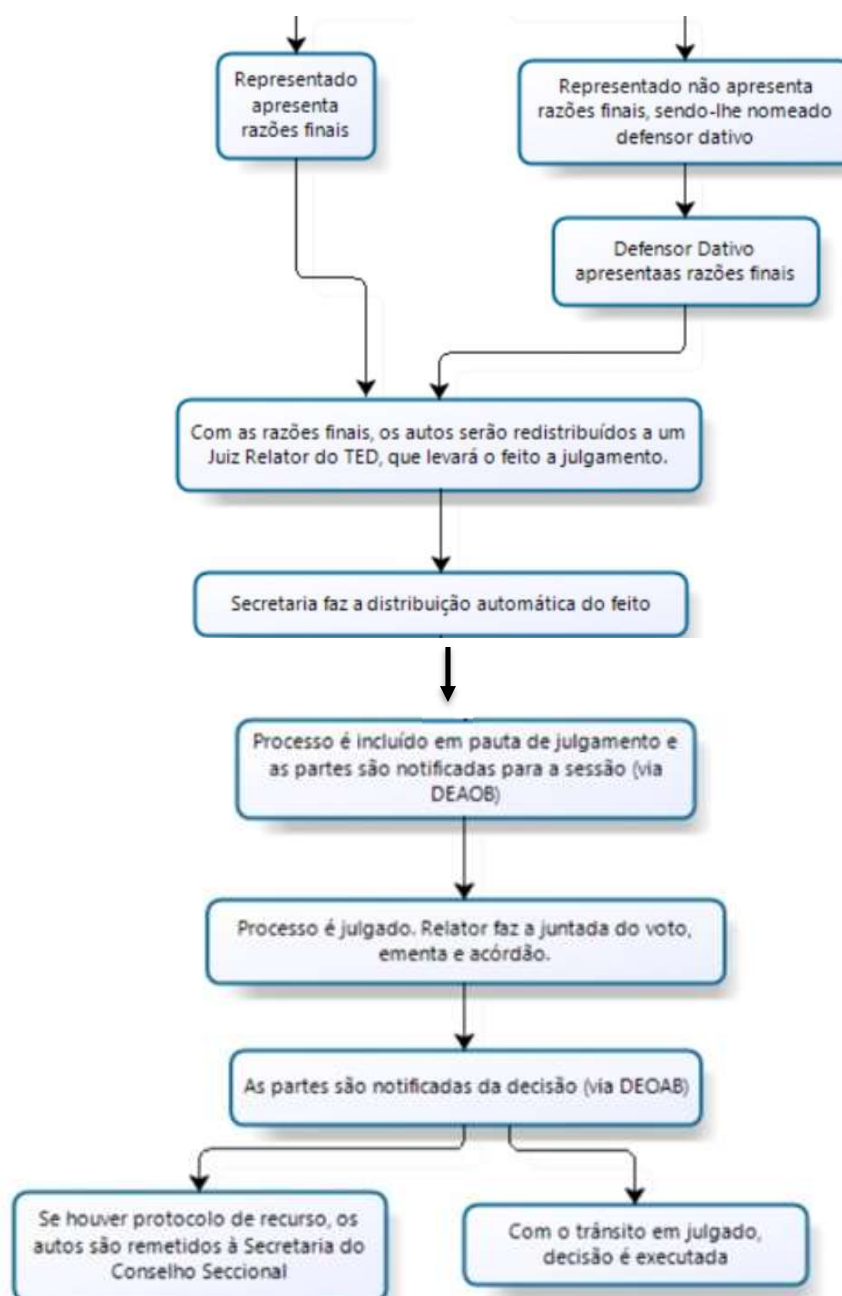 Representado
apresenta
razões finais
Representado não apresenta
razões finais, sendo-lhe nomeado
defensor dativo
Defensor Dativo
apresentaas razões finais
Com as razões finais, os autos serão redistribuídos a um
Juiz Relator do TED, que levará o feito a julgamento.
Secretaria faz a distribuição automática do feito
Processo é incluído em pauta de julgamento e
as partes são notificadas para a sessão (via
DEAOB)
Processo é julgado. Relator faz a juntada do voto,
ementa e acórdão.
As partes são notificadas da decisão (via DEOAB)
Se houver protocolo de recurso, os
autos são remetidos à Secretaria do
Conselho Seccional
Com o trânsito em julgado,
decisão é executada